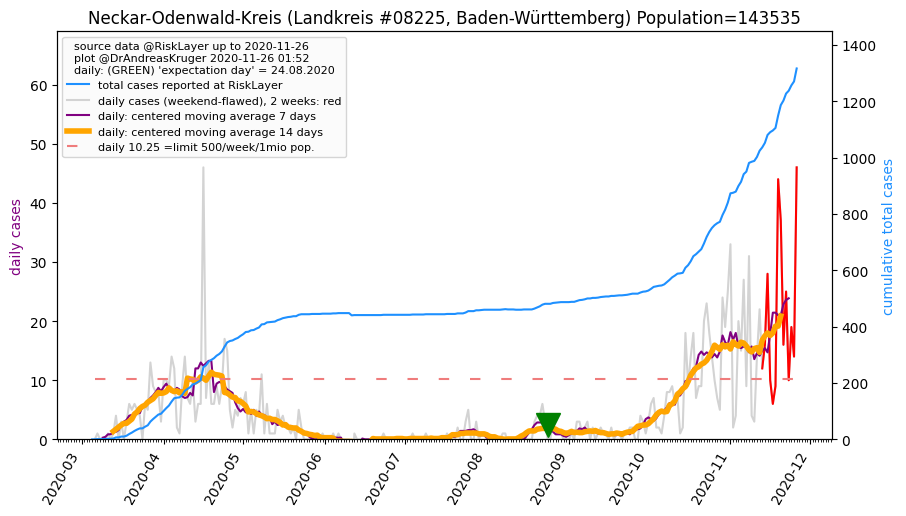 Neckar-Odenwald-Kreis (Landkreis #08225, Baden-Württemberg) Population=143535
source data @RiskLayer up to 2020-11-26
plot @DrAndreasKruger 2020-11-26 01:52
daily: (GREEN) 'expectation day' = 24.08.2020
total cases reported at RiskLayer
daily cases (weekend-flawed), 2 weeks: red
daily: centered moving average 7 days
daily: centered moving average 14 days
daily 10.25 =limit 500/week/1mio pop.
daily cases
0
10
20
30
40
50
60
cumulative total cases
0
200
400
600
800
1000
1200
1400
2020-03
2020-04
2020-05
2020-06
2020-07
2020-08
2020-09
2020-10
2020-11
2020-12